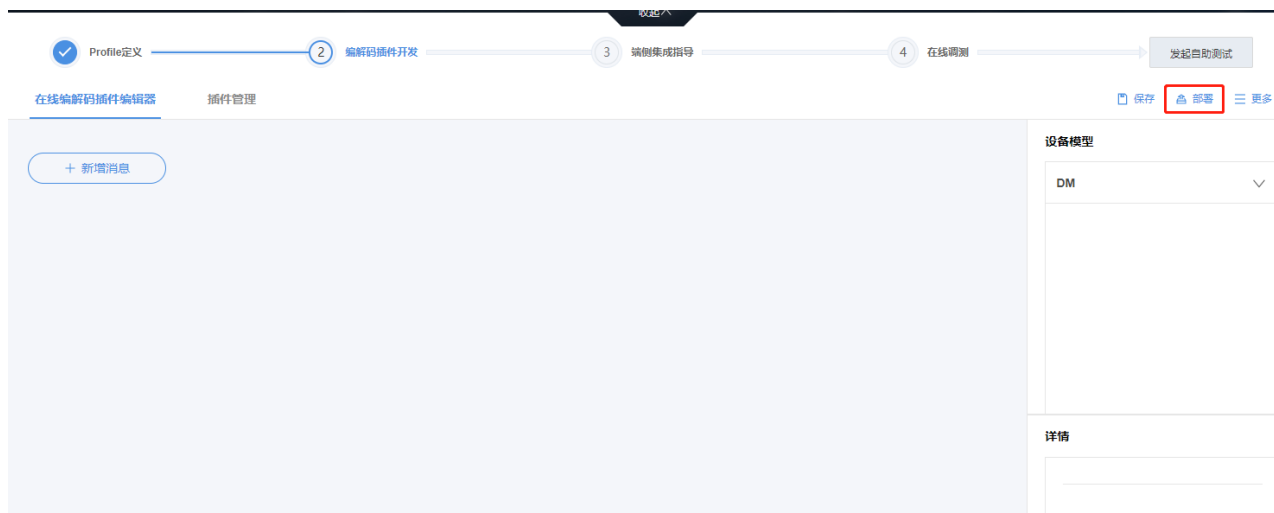 收起
Profile定义
2 编解码插件开发
3 端侧集成指导
4 在线调测
发起自助测试
在线编解码插件编辑器
插件管理
保存
部署
更多
+ 新增消息
设备模型
DM
详情